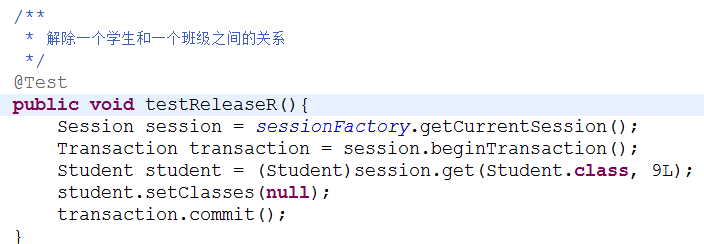 /**
 * 解除一个学生和一个班级之间的关系
 */
@Test
public void testReleaseR(){
    Session session = sessionFactory.getCurrentSession();
    Transaction transaction = session.beginTransaction();
    Student student = (Student)session.get(Student.class, 9L);
    student.setClasses(null);
    transaction.commit();
}